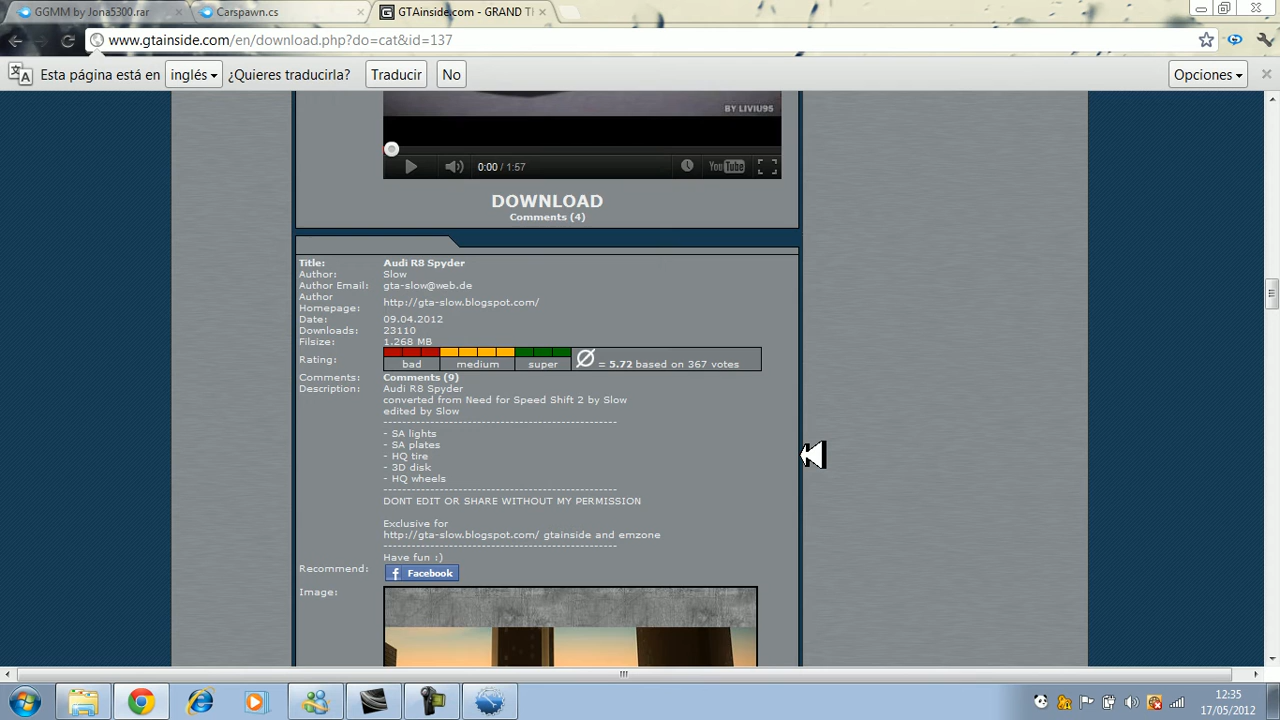 GGMM by Jona5300.rar
Carspawn.cs
GTAinside.com - GRAND TH
www.gtainside.com/en/download.php?do=cat&id=137
Esta página está en inglés ¿Quieres traducirla? Traducir No Opciones
BY LIVIU95
0:00 / 1:57
YouTube
DOWNLOAD
Comments (4)
Title: Audi R8 Spyder
Author: Slow
Author Email: gta-slow@web.de
Author Homepage: http://gta-slow.blogspot.com/
Date: 09.04.2012
Downloads: 23110
Filsize: 1.268 MB
Rating: bad medium super Ø = 5.72 based on 367 votes
Comments: Comments (9)
Description: Audi R8 Spyder
converted from Need for Speed Shift 2 by Slow
edited by Slow
--------------------------------------------------
- SA lights
- SA plates
- HQ tire
- 3D disk
- HQ wheels
--------------------------------------------------
DONT EDIT OR SHARE WITHOUT MY PERMISSION
Exclusive for
http://gta-slow.blogspot.com/ gtainside and emzone
--------------------------------------------------
Have fun :)
Recommend: Facebook
Image:
12:35
17/05/2012